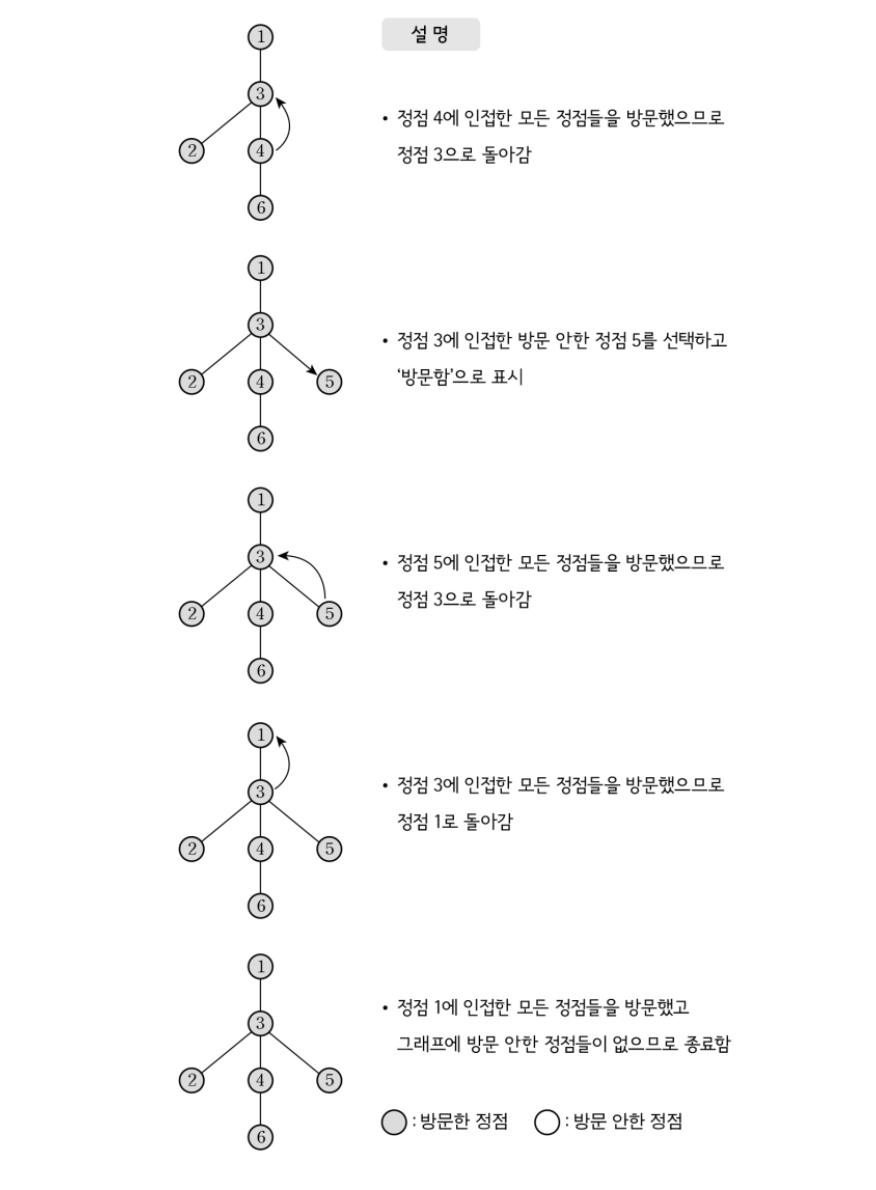 설 명
1
3
2
4
6
• 정점 4에 인접한 모든 정점들을 방문했으므로
정점 3으로 돌아감
1
3
2
4
5
6
• 정점 3에 인접한 방문 안한 정점 5를 선택하고
‘방문함’으로 표시
1
3
2
4
5
6
• 정점 5에 인접한 모든 정점들을 방문했으므로
정점 3으로 돌아감
1
3
2
4
5
6
• 정점 3에 인접한 모든 정점들을 방문했으므로
정점 1로 돌아감
1
3
2
4
5
6
• 정점 1에 인접한 모든 정점들을 방문했고
그래프에 방문 안한 정점들이 없으므로 종료함
: 방문한 정점 : 방문 안한 정점